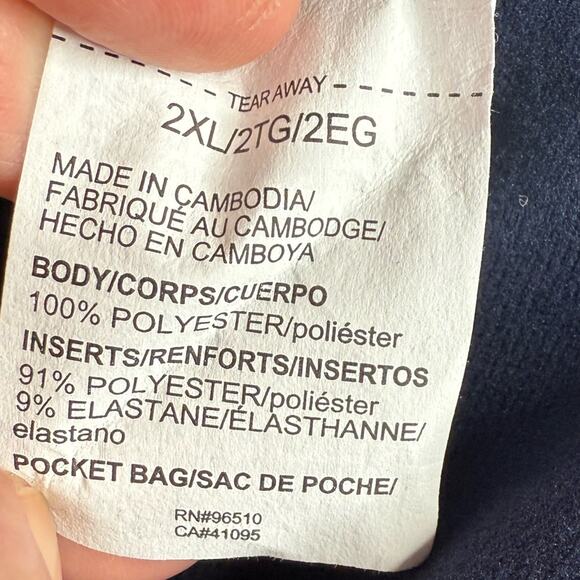 TEAR AWAY
2XL/2TG/2EG
MADE IN CAMBODIA/
FABRIQUÉ AU CAMBODGE/
HECHO EN CAMBOYA
BODY/CORPS/CUERPO
100% POLYESTER/poliéster
INSERTS/RENFORTS/INSERTOS
91% POLYESTER/poliéster
9% ELASTANE/ÉLASTHANNE/
elastano
POCKET BAG/SAC DE POCHE/
RN#96510
CA#41095